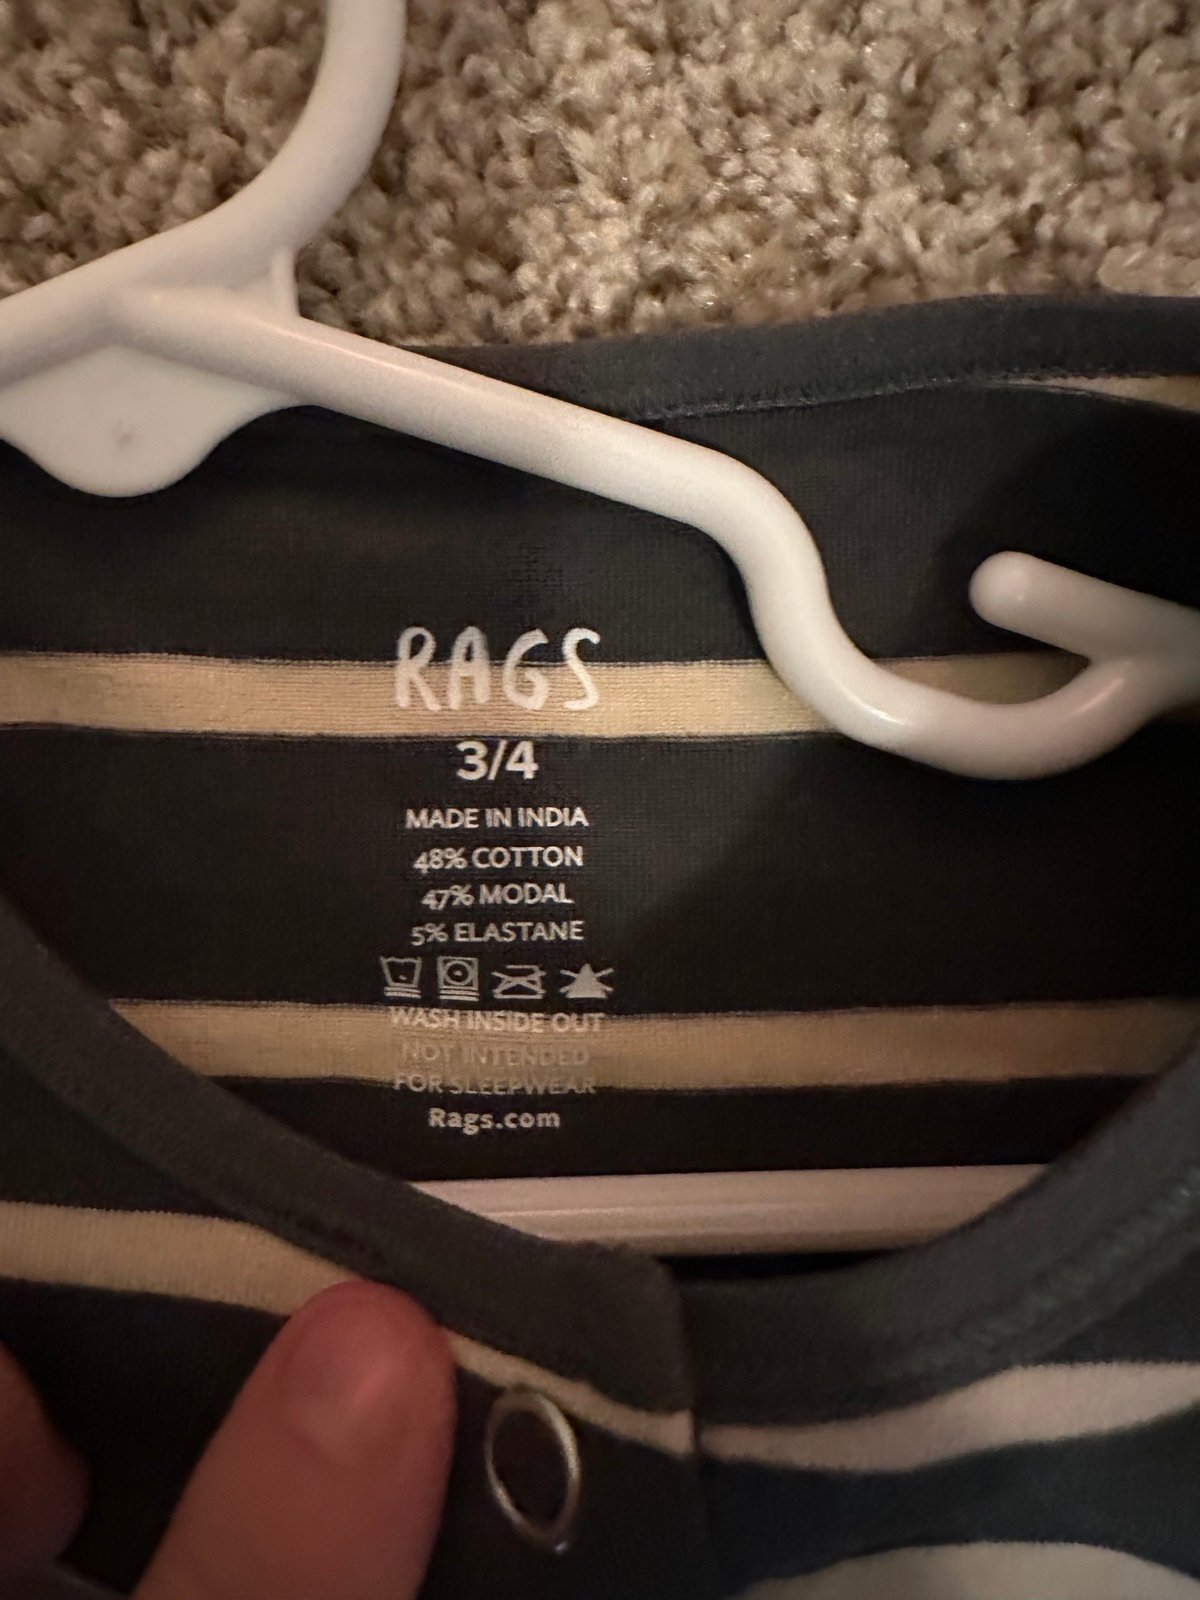 RAGS
3/4
MADE IN INDIA
48% COTTON
47% MODAL
5% ELASTANE
WASH INSIDE OUT
NOT INTENDED
FOR SLEEPWEAR
Rags.com